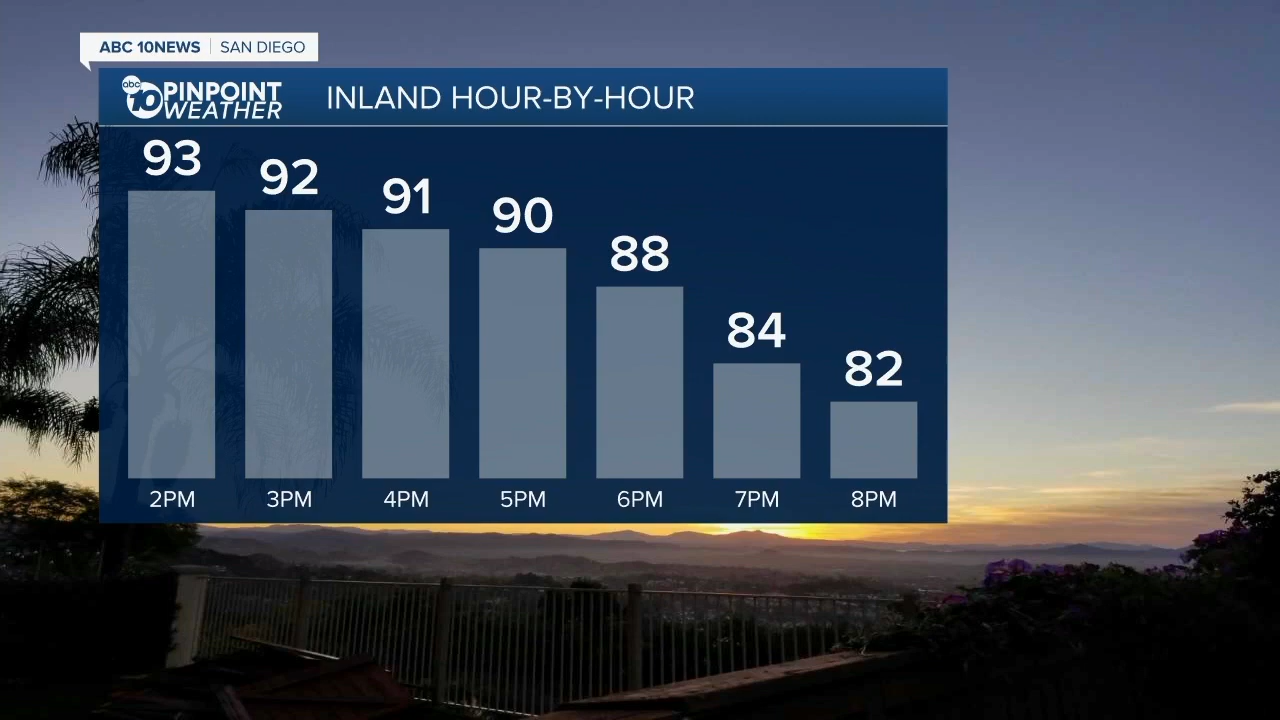 ABC 10NEWS | SAN DIEGO
abc 10 PINPOINT WEATHER
INLAND HOUR-BY-HOUR
93 92 91 90 88 84 82
2PM 3PM 4PM 5PM 6PM 7PM 8PM